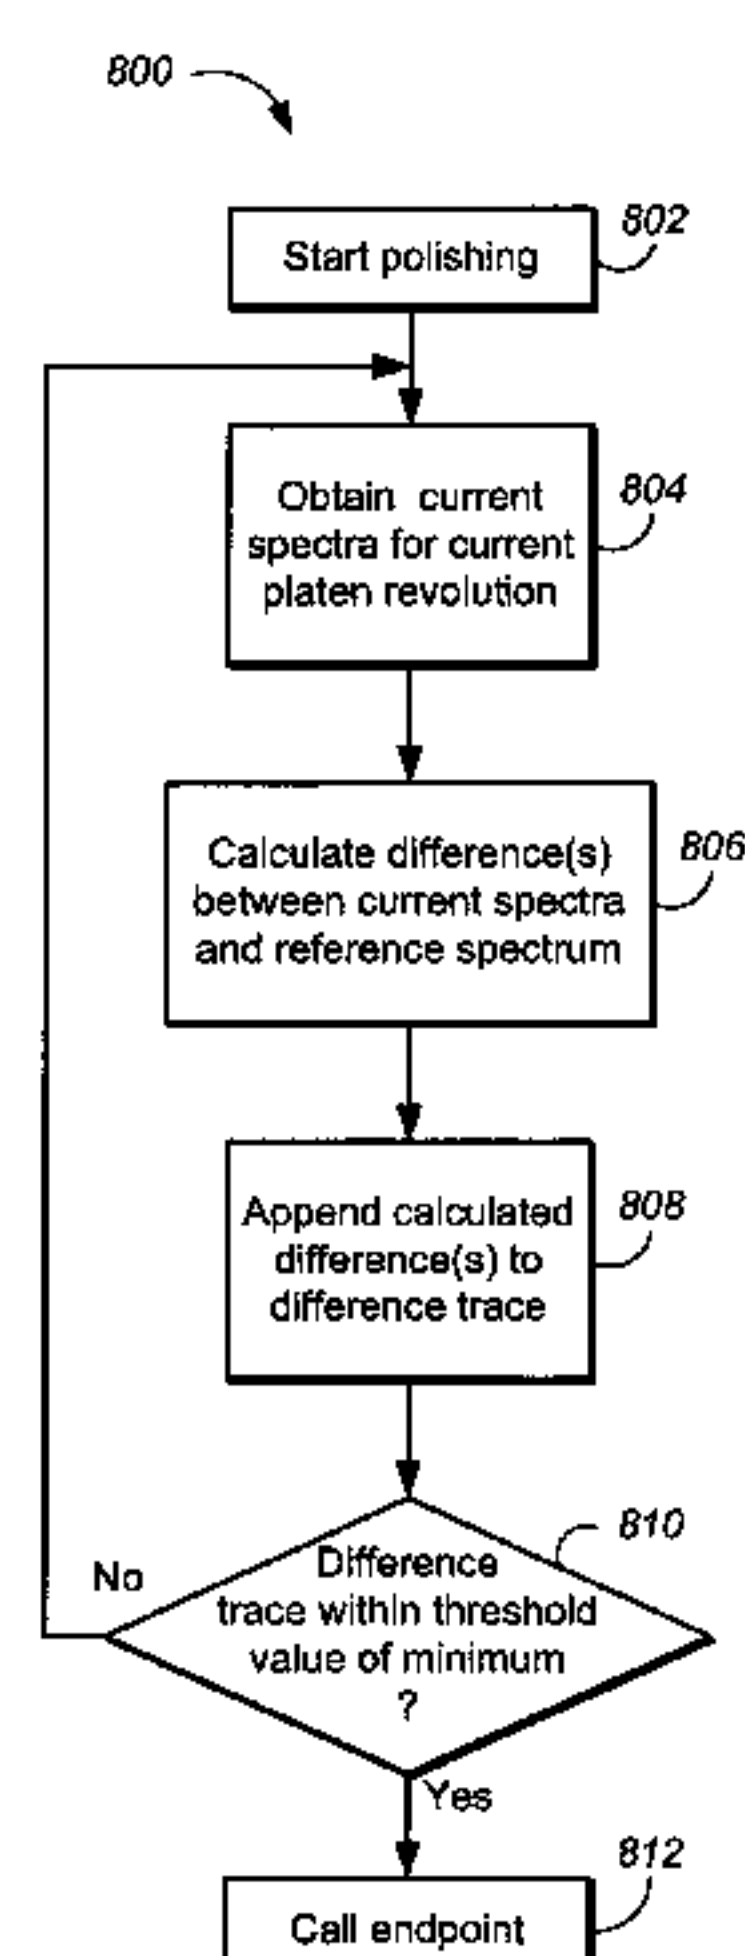 800
802
Start polishing
804
Obtain current
spectra for current
platen revolution
806
Calculate difference(s)
between current spectra
and reference spectrum
808
Append calculated
difference(s) to
difference trace
810
No
Difference
trace within threshold
value of minimum
?
Yes
812
Call endpoint